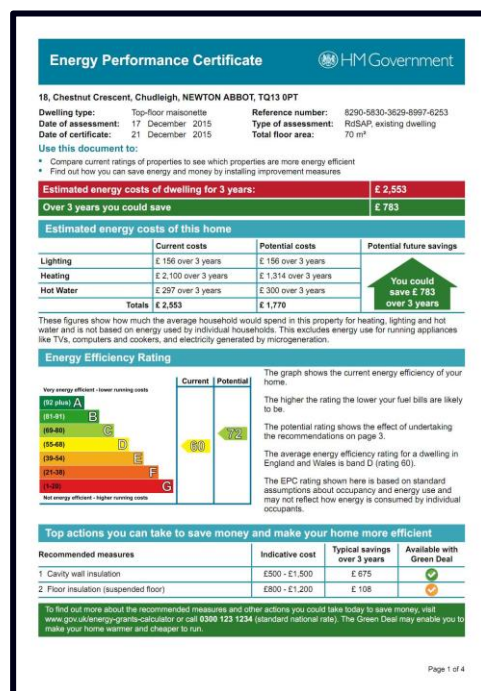 Energy Performance Certificate
HM Government
18, Chestnut Crescent, Chudleigh, NEWTON ABBOT, TQ13 0PT
Dwelling type: Top-floor maisonette
Date of assessment: 17 December 2015
Date of certificate: 21 December 2015
Reference number: 8290-5830-3629-8997-6253
Type of assessment: RdSAP, existing dwelling
Total floor area: 70 m²
Use this document to:
• Compare current ratings of properties to see which properties are more energy efficient
• Find out how you can save energy and money by installing improvement measures
Estimated energy costs of dwelling for 3 years: £ 2,553
Over 3 years you could save £ 783
Estimated energy costs of this home
Current costs Potential costs Potential future savings
Lighting £ 156 over 3 years £ 156 over 3 years
Heating £ 2,100 over 3 years £ 1,314 over 3 years
Hot Water £ 297 over 3 years £ 300 over 3 years
Totals £ 2,553 £ 1,770
You could
save £ 783
over 3 years
These figures show how much the average household would spend in this property for heating, lighting and hot
water and is not based on energy used by individual households. This excludes energy use for running appliances
like TVs, computers and cookers, and electricity generated by microgeneration.
Energy Efficiency Rating
Current Potential
Very energy efficient - lower running costs
(92 plus) A
(81-91) B
(69-80) C
(55-68) D
(39-54) E
(21-38) F
(1-20) G
Not energy efficient - higher running costs
60
72
The graph shows the current energy efficiency of your
home.
The higher the rating the lower your fuel bills are likely
to be.
The potential rating shows the effect of undertaking
the recommendations on page 3.
The average energy efficiency rating for a dwelling in
England and Wales is band D (rating 60).
The EPC rating shown here is based on standard
assumptions about occupancy and energy use and
may not reflect how energy is consumed by individual
occupants.
Top actions you can take to save money and make your home more efficient
Recommended measures Indicative cost Typical savings over 3 years Available with Green Deal
1 Cavity wall insulation £500 - £1,500 £ 675
2 Floor insulation (suspended floor) £800 - £1,200 £ 108
To find out more about the recommended measures and other actions you could take today to save money, visit
www.gov.uk/energy-grants-calculator or call 0300 123 1234 (standard national rate). The Green Deal may enable you to
make your home warmer and cheaper to run.
Page 1 of 4